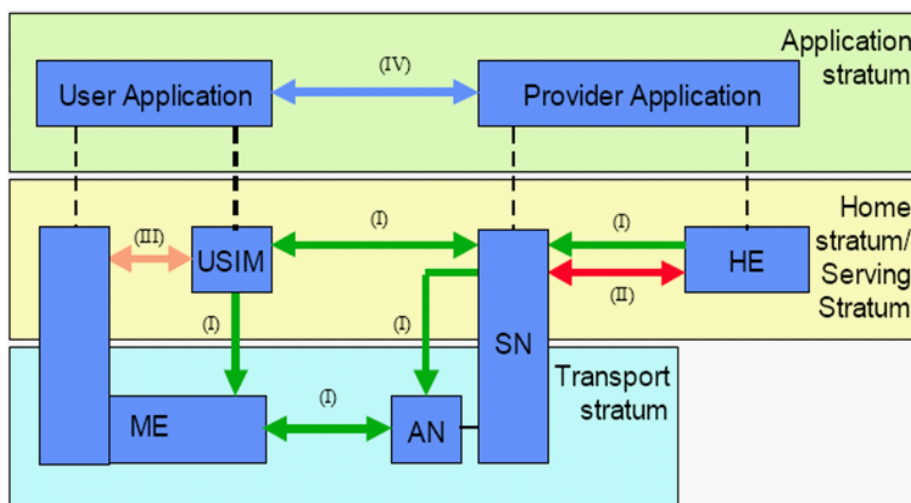 Application
stratum
(IV)
User Application
Provider Application
Home
stratum/
Serving
Stratum
(I)
(I)
(III)
USIM
HE
(II)
(I)
(I)
SN
Transport
stratum
(I)
ME
AN